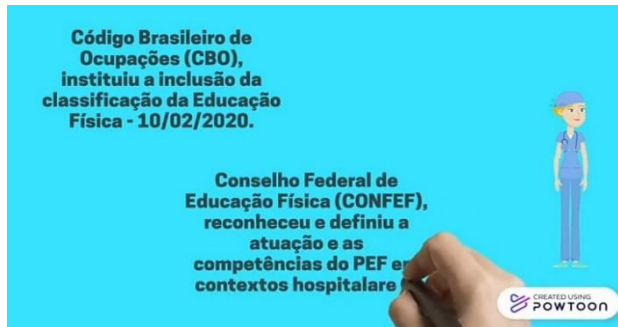 Código Brasileiro de
Ocupações (CBO),
instituiu a inclusão da
classificação da Educação
Física - 10/02/2020.
Conselho Federal de
Educação Física (CONFEF),
reconheceu e definiu a
atuação e as
competências do PEF
contextos hospitalare
CREATED USING
POWTOON